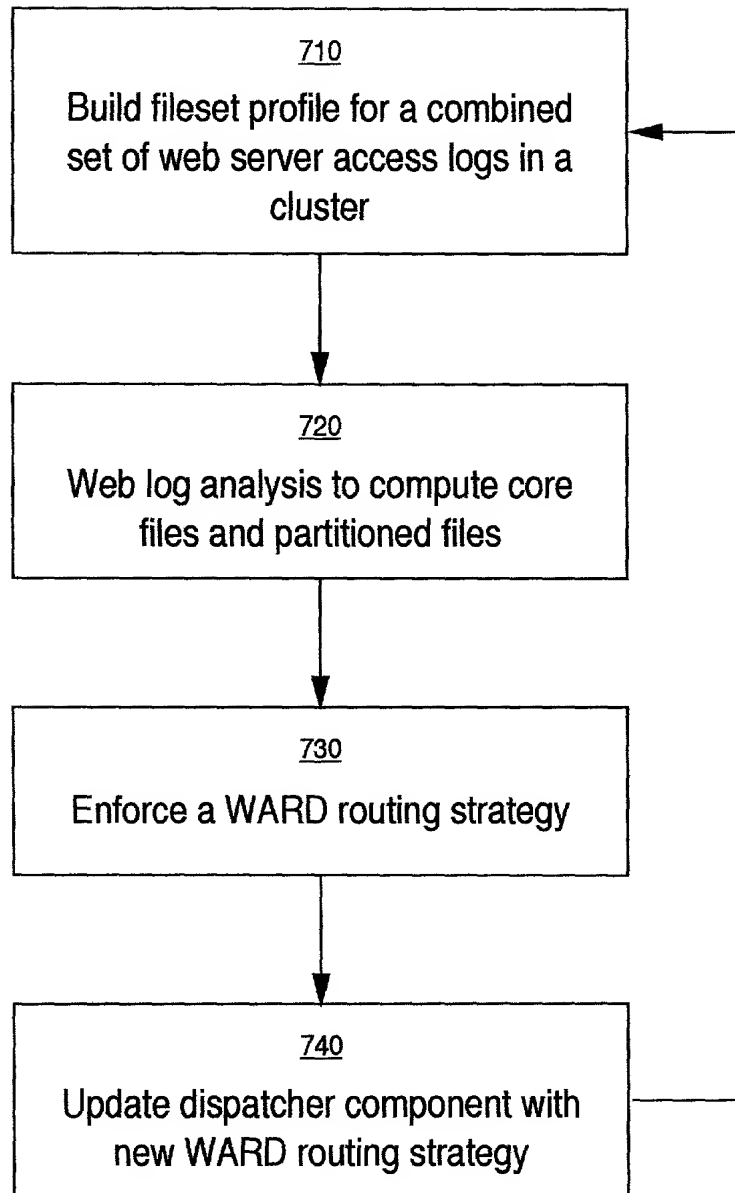 710
Build fileset profile for a combined
set of web server access logs in a
cluster
720
Web log analysis to compute core
files and partitioned files
730
Enforce a WARD routing strategy
740
Update dispatcher component with
new WARD routing strategy